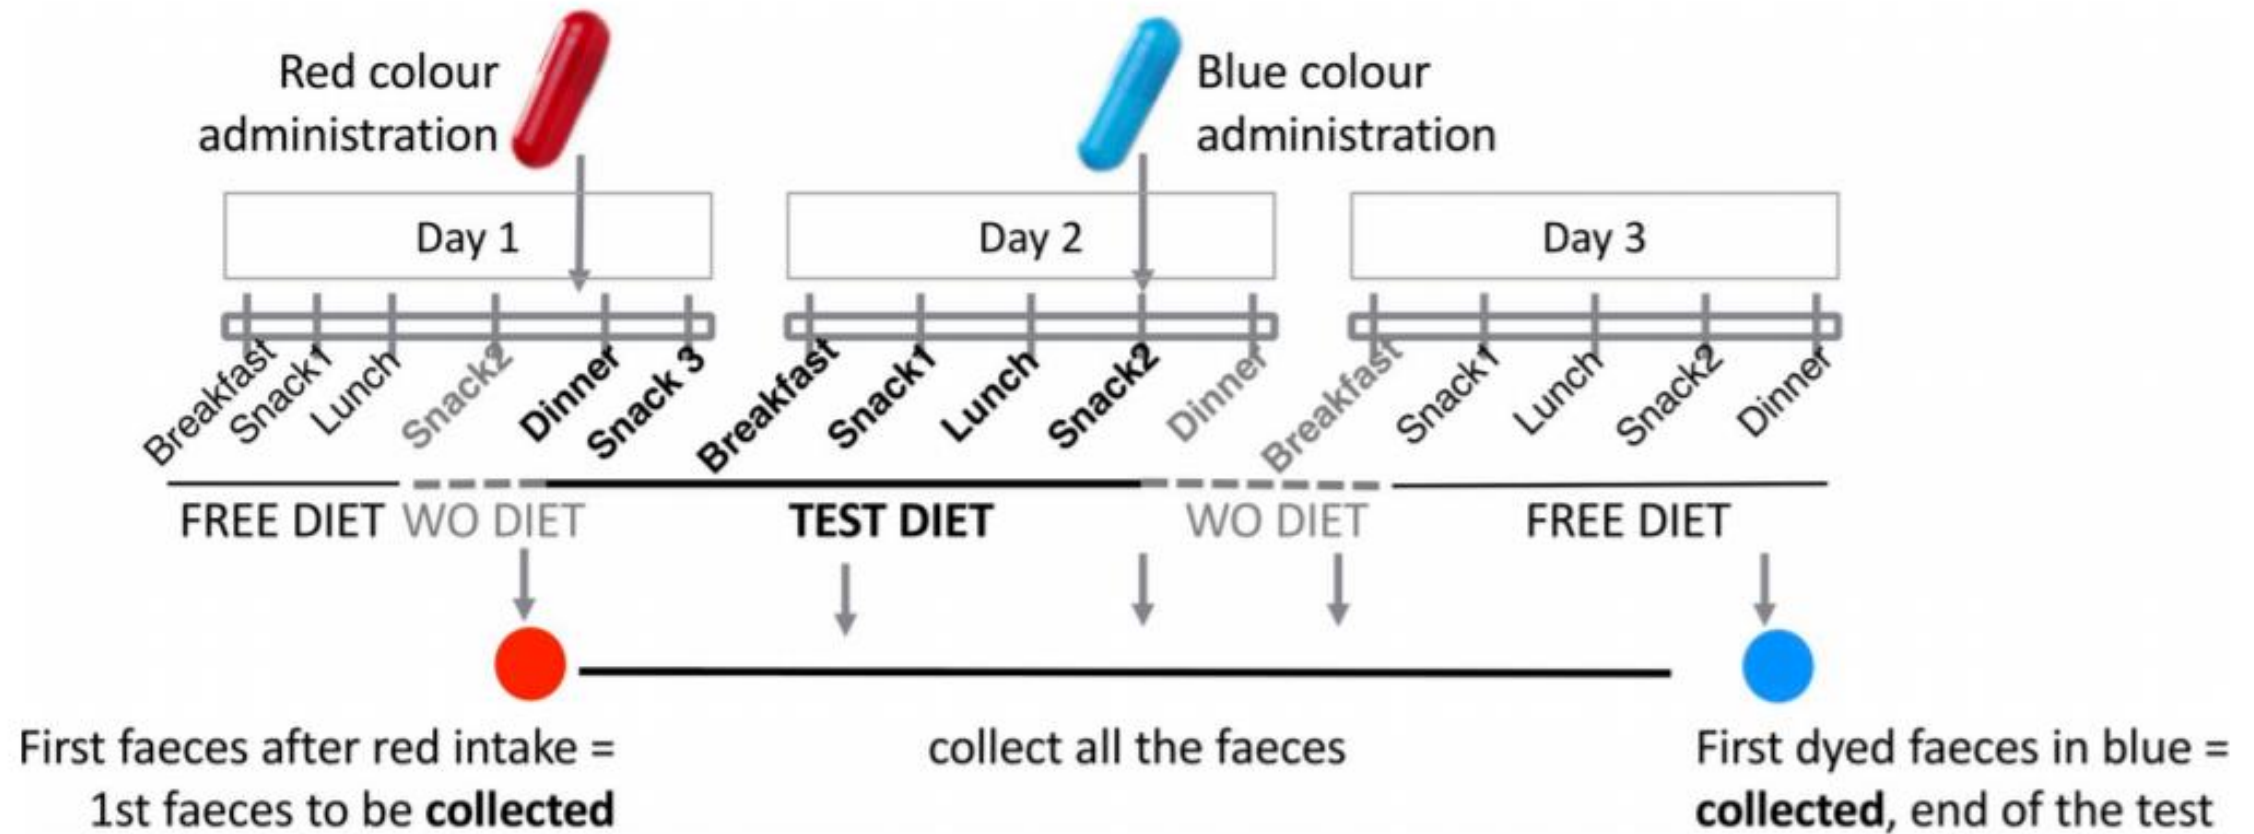 Red colour
administration
Blue colour
administration
Day 1
Day 2
Day 3
Breakfast
Snack1
Lunch
Snack2
Dinner
Snack 3
Breakfast
Snack1
Lunch
Snack2
Dinner
Breakfast
Snack1
Lunch
Snack2
Dinner
FREE DIET
WO DIET
TEST DIET
WO DIET
FREE DIET
First faeces after red intake =
1st faeces to be collected
collect all the faeces
First dyed faeces in blue =
collected, end of the test